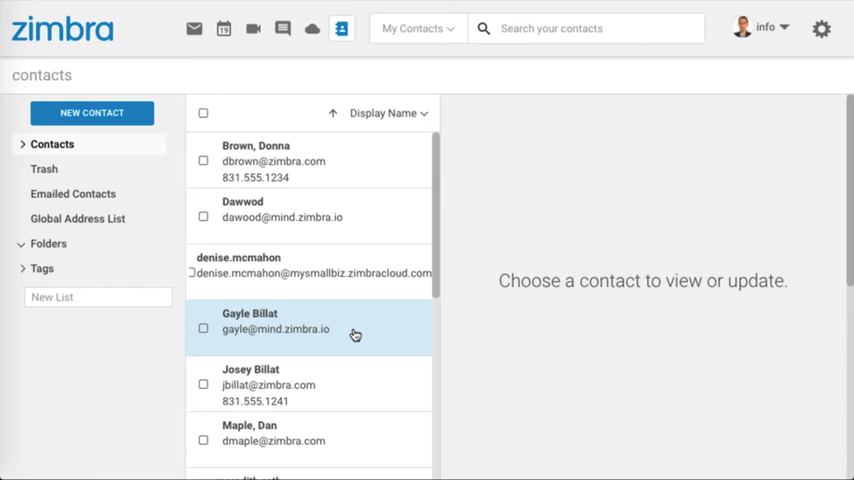 zimbra
19
My Contacts
Search your contacts
info
contacts
NEW CONTACT
Contacts
Trash
Emailed Contacts
Global Address List
Folders
Tags
New List
Display Name
Brown, Donna
dbrown@zimbra.com
831.555.1234
Dawwod
dawood@mind.zimbra.io
denise.mcmahon
denise.mcmahon@mysmallbiz.zimbracloud.com
Gayle Billat
gayle@mind.zimbra.io
Josey Billat
jbillat@zimbra.com
831.555.1241
Maple, Dan
dmaple@zimbra.com
Choose a contact to view or update.